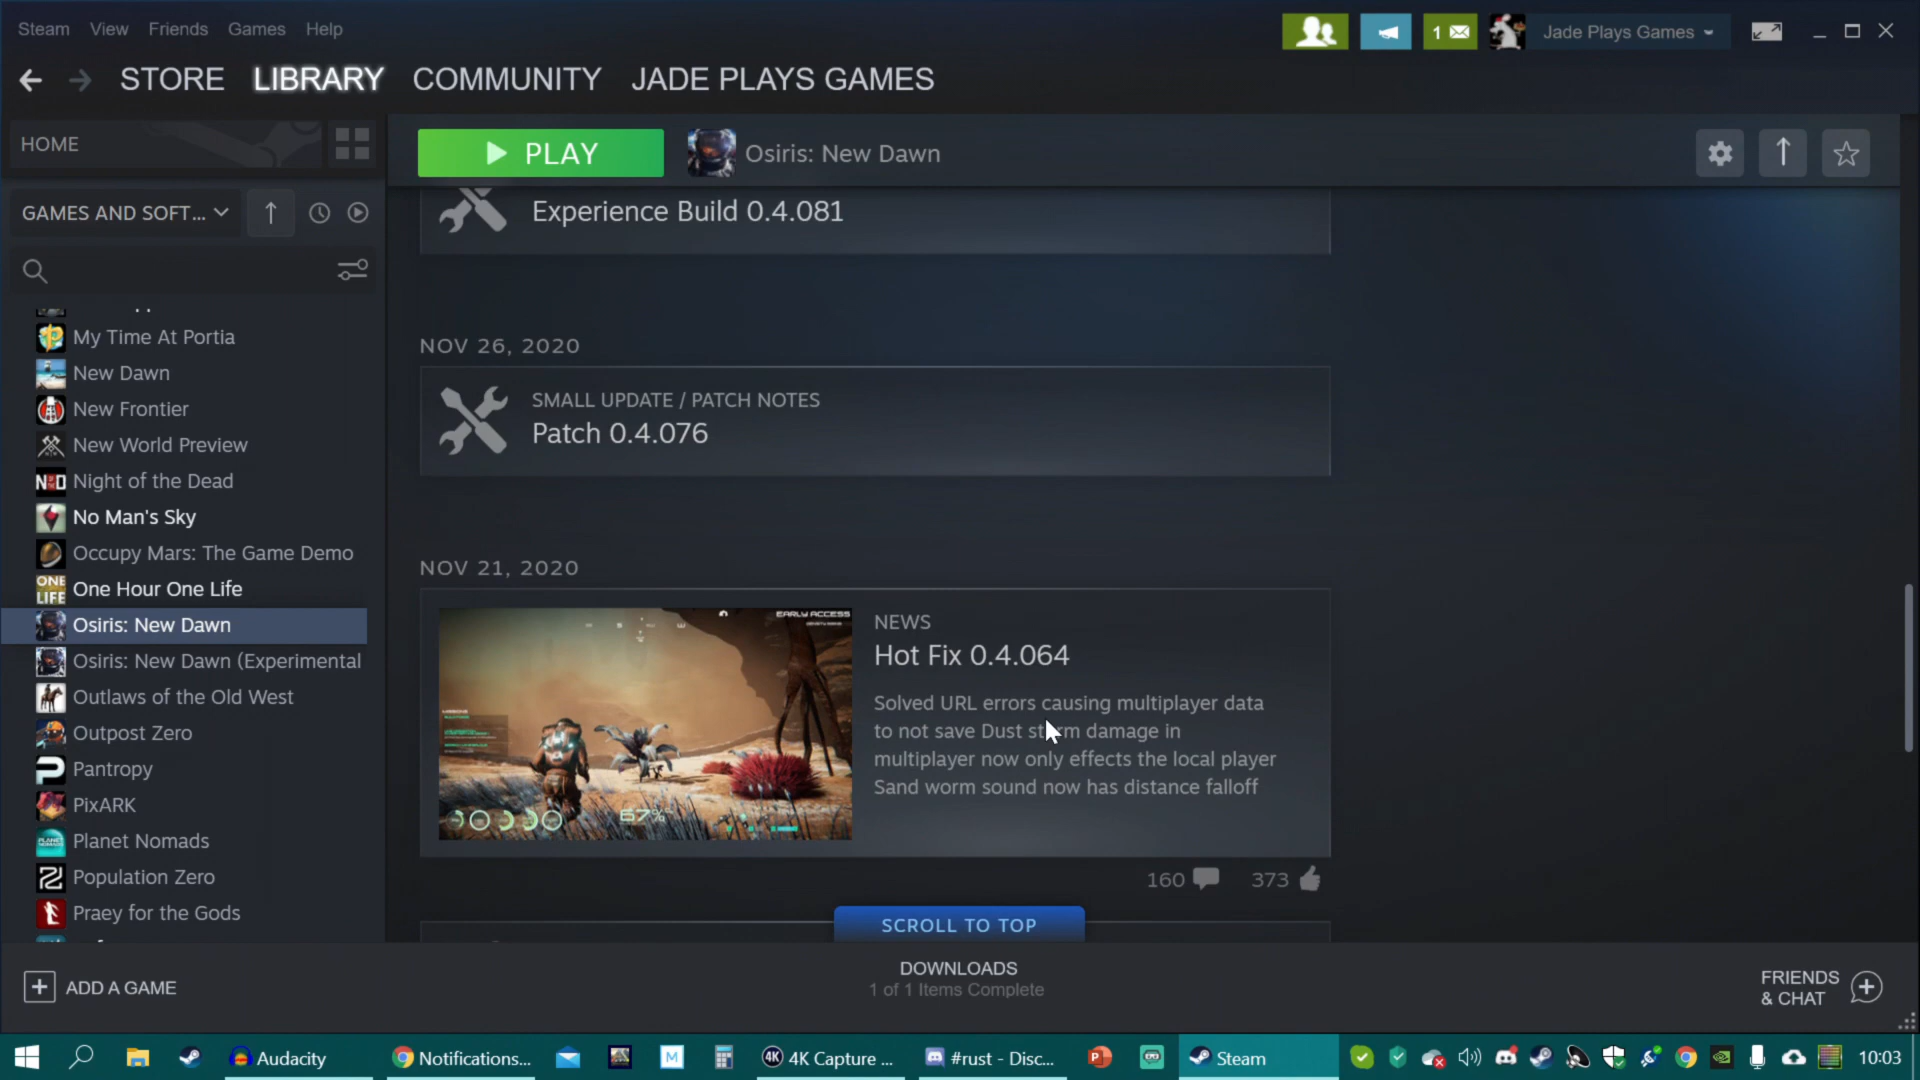 Steam View Friends Games Help
1
Jade Plays Games
STORE LIBRARY COMMUNITY JADE PLAYS GAMES
HOME
PLAY
Osiris: New Dawn
GAMES AND SOFT...
Experience Build 0.4.081
My Time At Portia
New Dawn
New Frontier
New World Preview
Night of the Dead
No Man's Sky
Occupy Mars: The Game Demo
One Hour One Life
Osiris: New Dawn
Osiris: New Dawn (Experimental
Outlaws of the Old West
Outpost Zero
Pantropy
PixARK
Planet Nomads
Population Zero
Praey for the Gods
NOV 26, 2020
SMALL UPDATE / PATCH NOTES
Patch 0.4.076
NOV 21, 2020
EARLY ACCESS
67%
NEWS
Hot Fix 0.4.064
Solved URL errors causing multiplayer data
to not save Dust storm damage in
multiplayer now only effects the local player
Sand worm sound now has distance falloff
160 373
SCROLL TO TOP
ADD A GAME
DOWNLOADS
1 of 1 Items Complete
FRIENDS
& CHAT
Audacity
Notifications...
4K Capture ...
#rust - Disc...
Steam
10:03